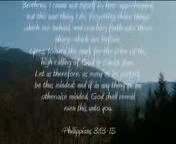 Brethren, I count not myself to have apprehended:
but this one thing I do, forgetting those things
which are behind, and reaching forth unto those
things which are before,
I press toward the mark for the prize of the
high calling of God in Christ Jesus.
Let us therefore, as many as be perfect,
be thus minded: and if in any thing ye be
otherwise minded, God shall reveal
even this unto you.
Philippians 3:13-15